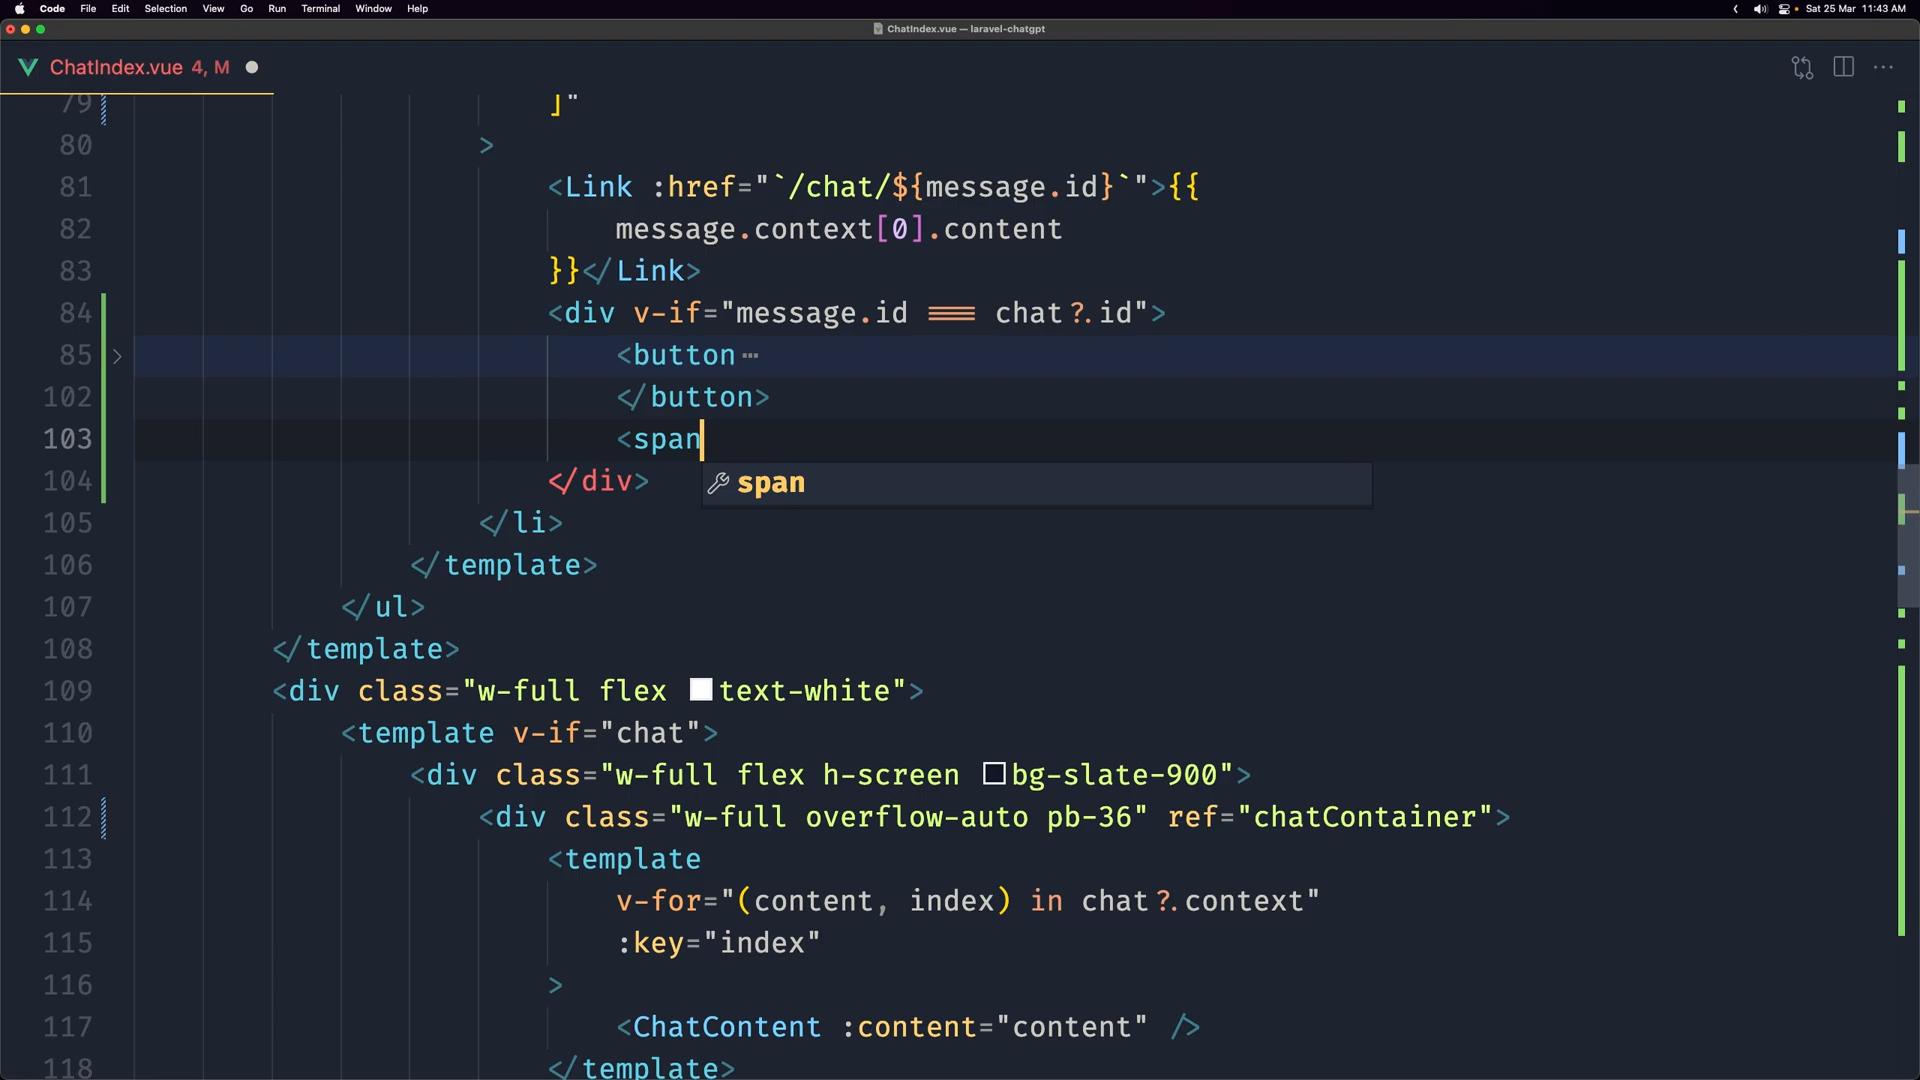 Code File Edit Selection View Go Run Terminal Window Help
Sat 25 Mar 11:43 AM
ChatIndex.vue — laravel-chatgpt
ChatIndex.vue 4, M
79 ]"
80 >
81 <Link :href="`/chat/${message.id}`">{{
82 message.context[0].content
83 }}</Link>
84 <div v-if="message.id === chat?.id">
85 <button…
102 </button>
103 <span
104 </div>
span
105 </li>
106 </template>
107 </ul>
108 </template>
109 <div class="w-full flex text-white">
110 <template v-if="chat">
111 <div class="w-full flex h-screen bg-slate-900">
112 <div class="w-full overflow-auto pb-36" ref="chatContainer">
113 <template
114 v-for="(content, index) in chat?.context"
115 :key="index"
116 >
117 <ChatContent :content="content" />
118 </template>